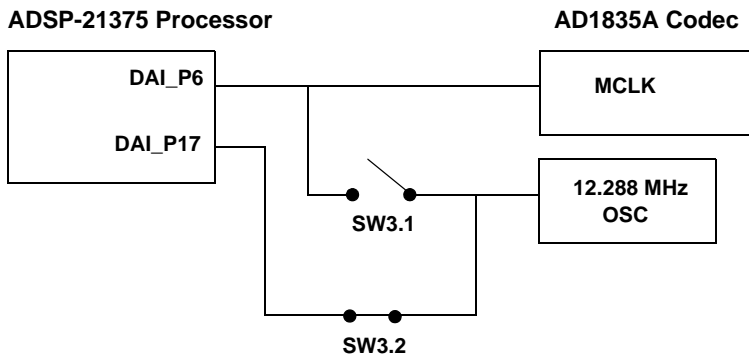 ADSP-21375 Processor
AD1835A Codec
DAI_P6
MCLK
DAI_P17
12.288 MHz
OSC
SW3.1
SW3.2